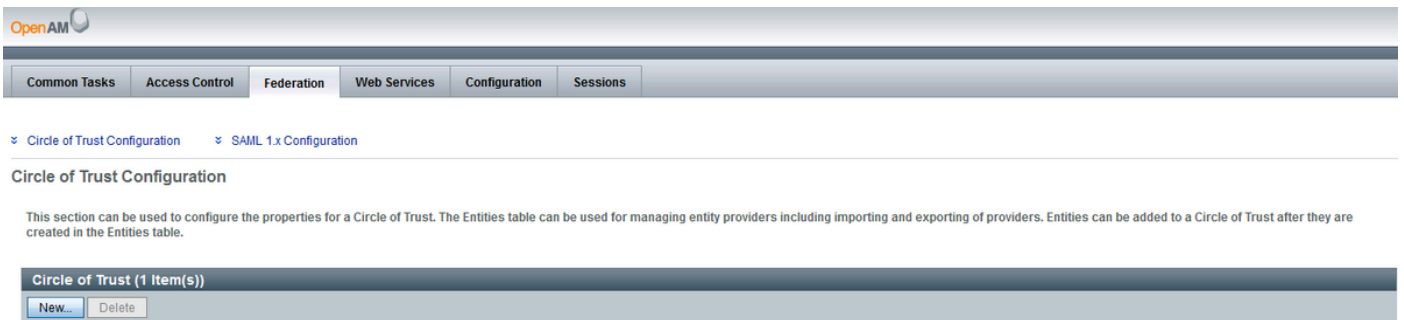 OpenAM
Common Tasks Access Control Federation Web Services Configuration Sessions
Circle of Trust Configuration SAML 1.x Configuration
Circle of Trust Configuration
This section can be used to configure the properties for a Circle of Trust. The Entities table can be used for managing entity providers including importing and exporting of providers. Entities can be added to a Circle of Trust after they are
created in the Entities table.
Circle of Trust (1 Item(s))
New... Delete